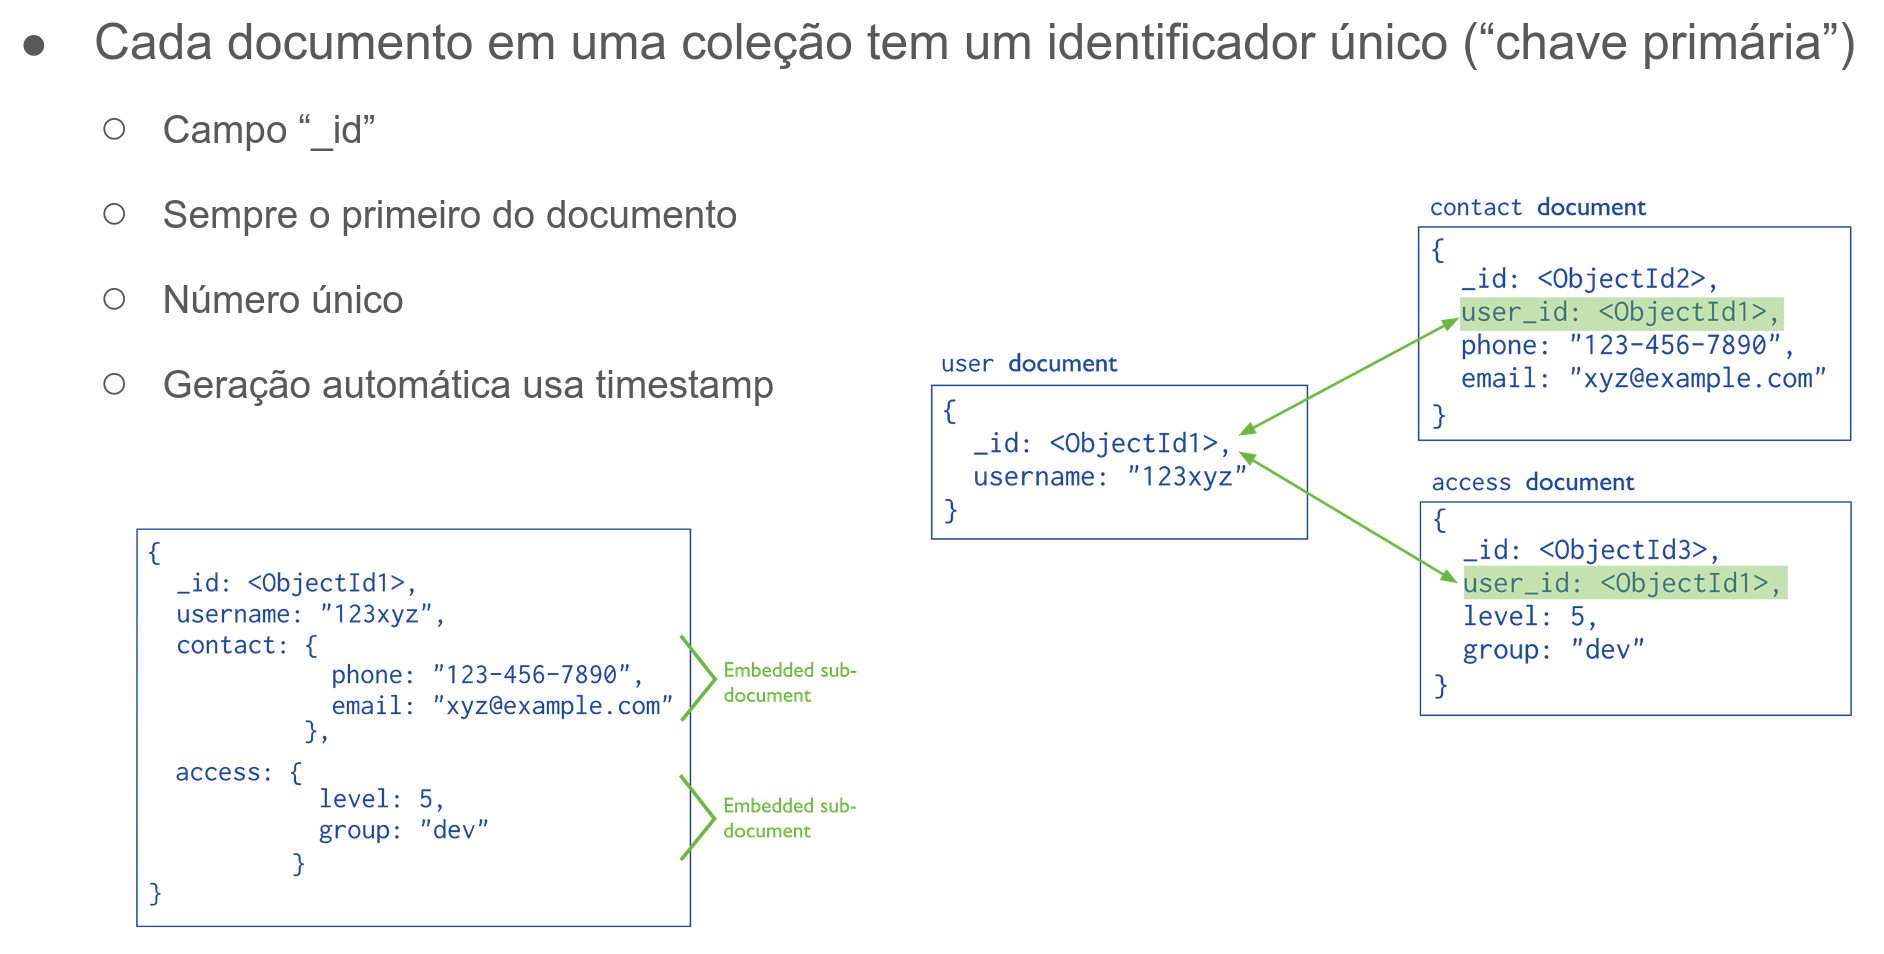 ● Cada documento em uma coleção tem um identificador único (“chave primária”)
○ Campo “_id”
○ Sempre o primeiro do documento
○ Número único
○ Geração automática usa timestamp
{
_id: <ObjectId1>,
username: "123xyz",
contact: {
phone: "123-456-7890",
email: "xyz@example.com"
},
access: {
level: 5,
group: "dev"
}
}
Embedded sub-
document
Embedded sub-
document
user document
{
_id: <ObjectId1>,
username: "123xyz"
}
contact document
{
_id: <ObjectId2>,
user_id: <ObjectId1>,
phone: "123-456-7890",
email: "xyz@example.com"
}
access document
{
_id: <ObjectId3>,
user_id: <ObjectId1>,
level: 5,
group: "dev"
}